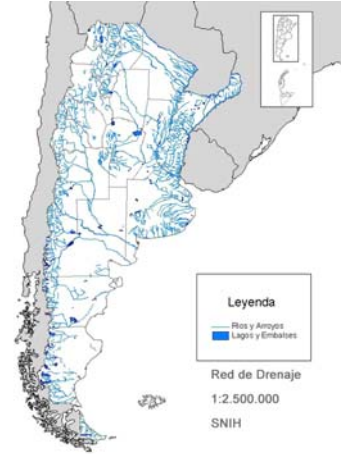 Leyenda
Ríos y Arroyos
Lagos y Embalses
Red de Drenaje
1:2.500.000
SNIH